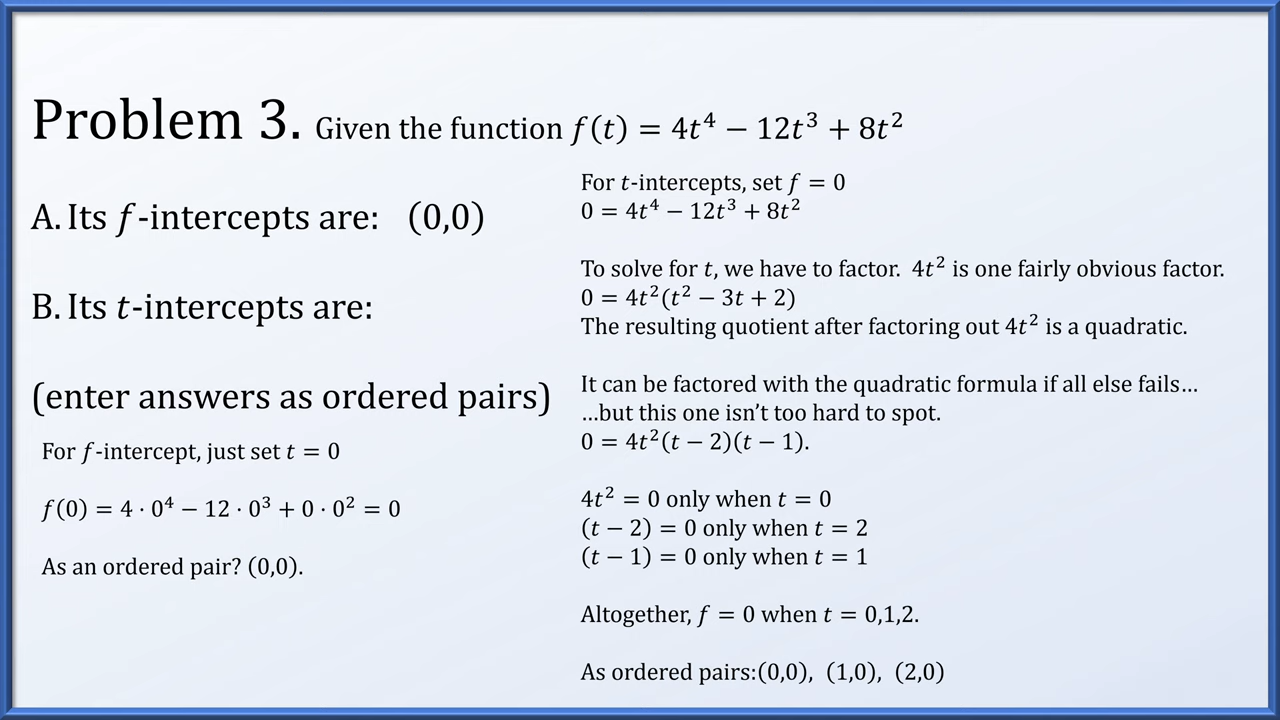 Problem 3. Given the function f(t) = 4t⁴ − 12t³ + 8t²
A. Its f-intercepts are: (0,0)
B. Its t-intercepts are:
(enter answers as ordered pairs)
For f-intercept, just set t = 0
f(0) = 4 · 0⁴ − 12 · 0³ + 0 · 0² = 0
As an ordered pair? (0,0).
For t-intercepts, set f = 0
0 = 4t⁴ − 12t³ + 8t²
To solve for t, we have to factor. 4t² is one fairly obvious factor.
0 = 4t²(t² − 3t + 2)
The resulting quotient after factoring out 4t² is a quadratic.
It can be factored with the quadratic formula if all else fails…
…but this one isn’t too hard to spot.
0 = 4t²(t − 2)(t − 1).
4t² = 0 only when t = 0
(t − 2) = 0 only when t = 2
(t − 1) = 0 only when t = 1
Altogether, f = 0 when t = 0,1,2.
As ordered pairs:(0,0), (1,0), (2,0)